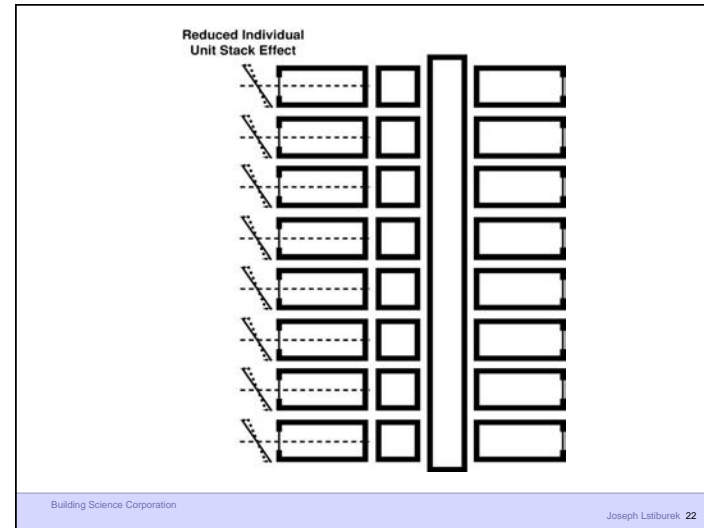 Reduced Individual
Unit Stack Effect
Building Science Corporation
Joseph Lstiburek 22